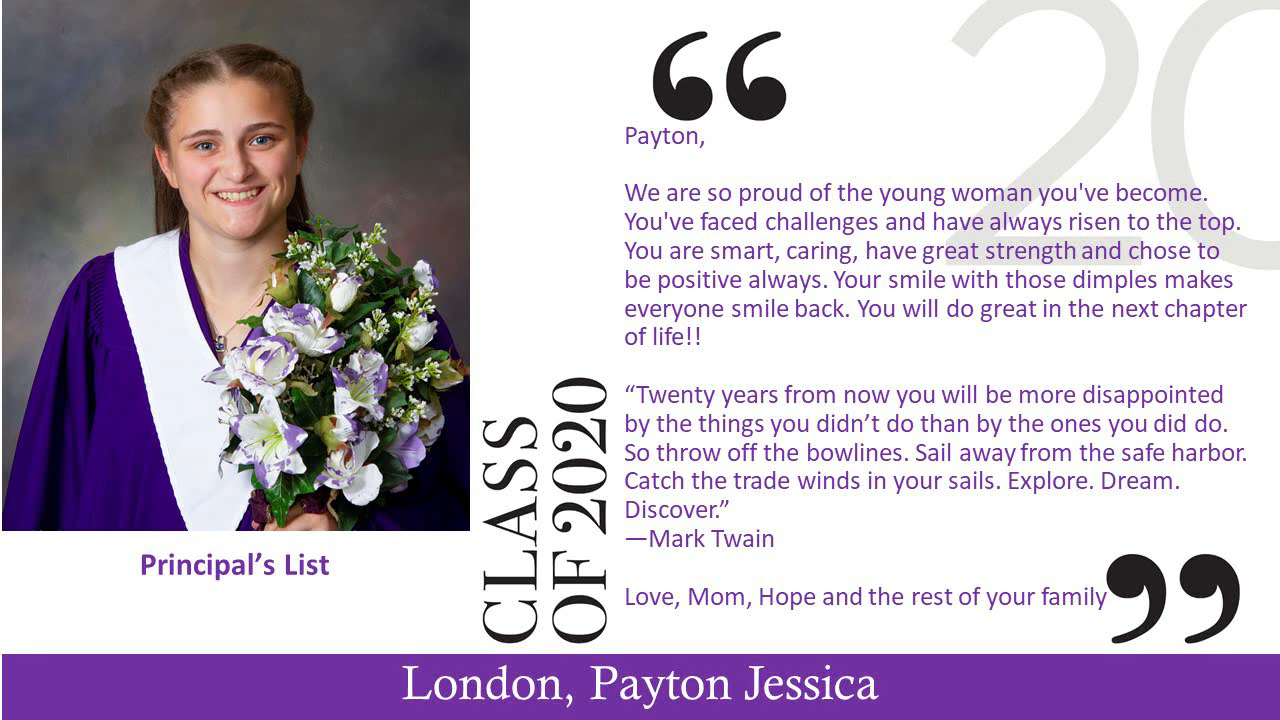 20
“
Payton,
We are so proud of the young woman you've become.
You've faced challenges and have always risen to the top.
You are smart, caring, have great strength and chose to
be positive always. Your smile with those dimples makes
everyone smile back. You will do great in the next chapter
of life!!
“Twenty years from now you will be more disappointed
by the things you didn’t do than by the ones you did do.
So throw off the bowlines. Sail away from the safe harbor.
Catch the trade winds in your sails. Explore. Dream.
Discover.”
—Mark Twain
Love, Mom, Hope and the rest of your family
”
CLASS
OF 2020
Principal’s List
London, Payton Jessica